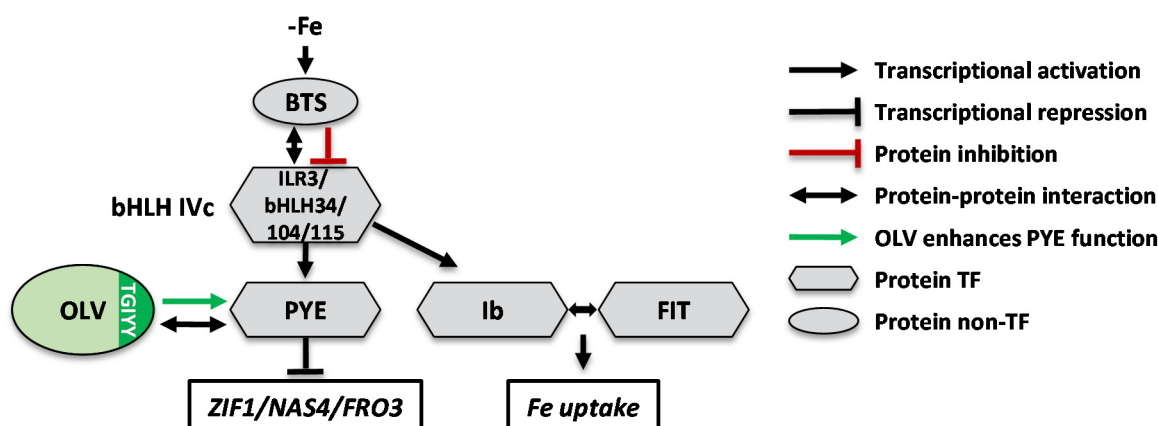 -Fe
BTS
bHLH IVc
ILR3/
bHLH34/
104/115
OLV
TGIYY
PYE
Ib
FIT
ZIF1/NAS4/FRO3
Fe uptake
Transcriptional activation
Transcriptional repression
Protein inhibition
Protein-protein interaction
OLV enhances PYE function
Protein TF
Protein non-TF